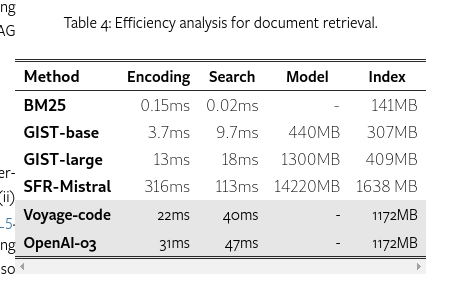 ng
AG
Table 4: Efficiency analysis for document retrieval.
Method Encoding Search Model Index
BM25 0.15ms 0.02ms - 141MB
GIST-base 3.7ms 9.7ms 440MB 307MB
GIST-large 13ms 18ms 1300MB 409MB
SFR-Mistral 316ms 113ms 14220MB 1638 MB
Voyage-code 22ms 40ms - 1172MB
OpenAI-03 31ms 47ms - 1172MB
er-
(ii)
L5.
ng
so